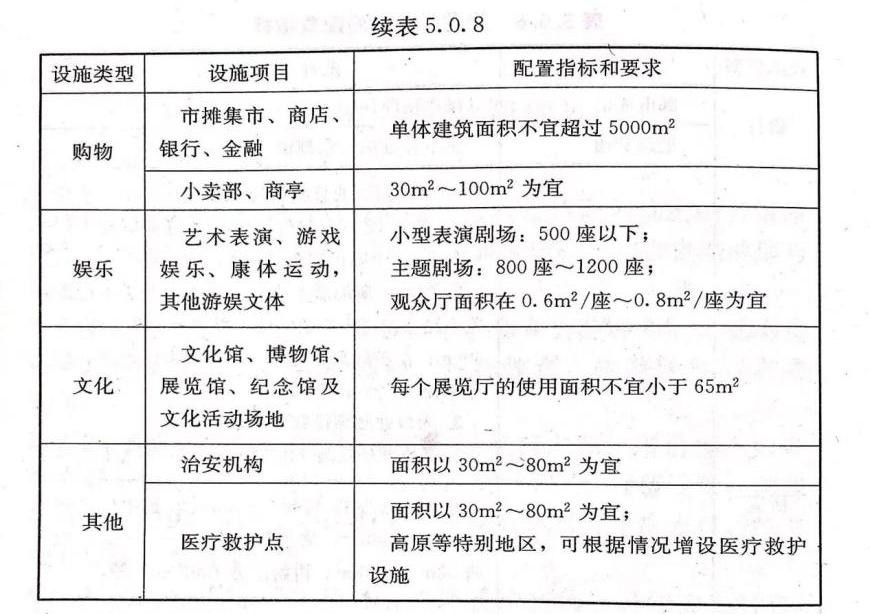 续表 5.0.8
设施类型 设施项目 配置指标和要求
购物
市摊集市、商店、
银行、金融
单体建筑面积不宜超过 5000m²
小卖部、商亭 30m²～100m² 为宜
娱乐
艺术表演、游戏
娱乐、康体运动，
其他游娱文体
小型表演剧场：500 座以下；
主题剧场：800 座～1200 座；
观众厅面积在 0.6m²/座～0.8m²/座为宜
文化
文化馆、博物馆、
展览馆、纪念馆及
文化活动场地
每个展览厅的使用面积不宜小于 65m²
其他
治安机构 面积以 30m²～80m² 为宜
医疗救护点
面积以 30m²～80m² 为宜；
高原等特别地区，可根据情况增设医疗救护
设施